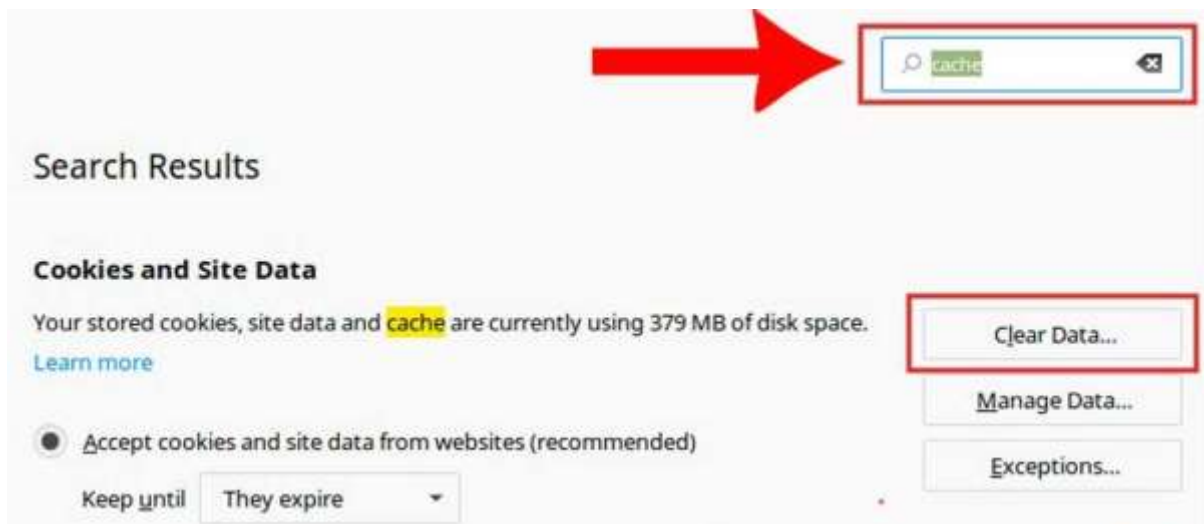 cache
Search Results
Cookies and Site Data
Your stored cookies, site data and cache are currently using 379 MB of disk space.
Learn more
Clear Data...
Manage Data...
Exceptions...
Accept cookies and site data from websites (recommended)
Keep until They expire